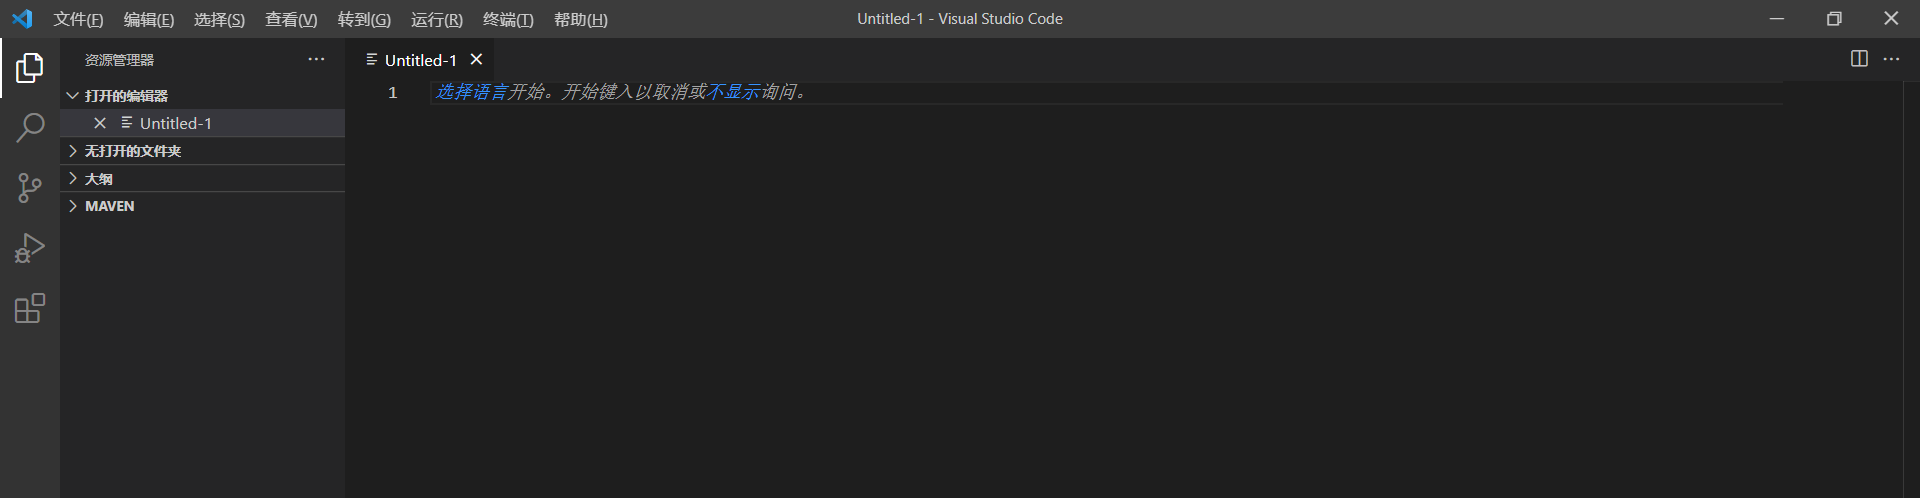 文件(F) 编辑(E) 选择(S) 查看(V) 转到(G) 运行(R) 终端(T) 帮助(H) Untitled-1 - Visual Studio Code
资源管理器
打开的编辑器
Untitled-1
无打开的文件夹
大纲
MAVEN
Untitled-1
1 选择语言开始。开始键入以取消或不显示询问。